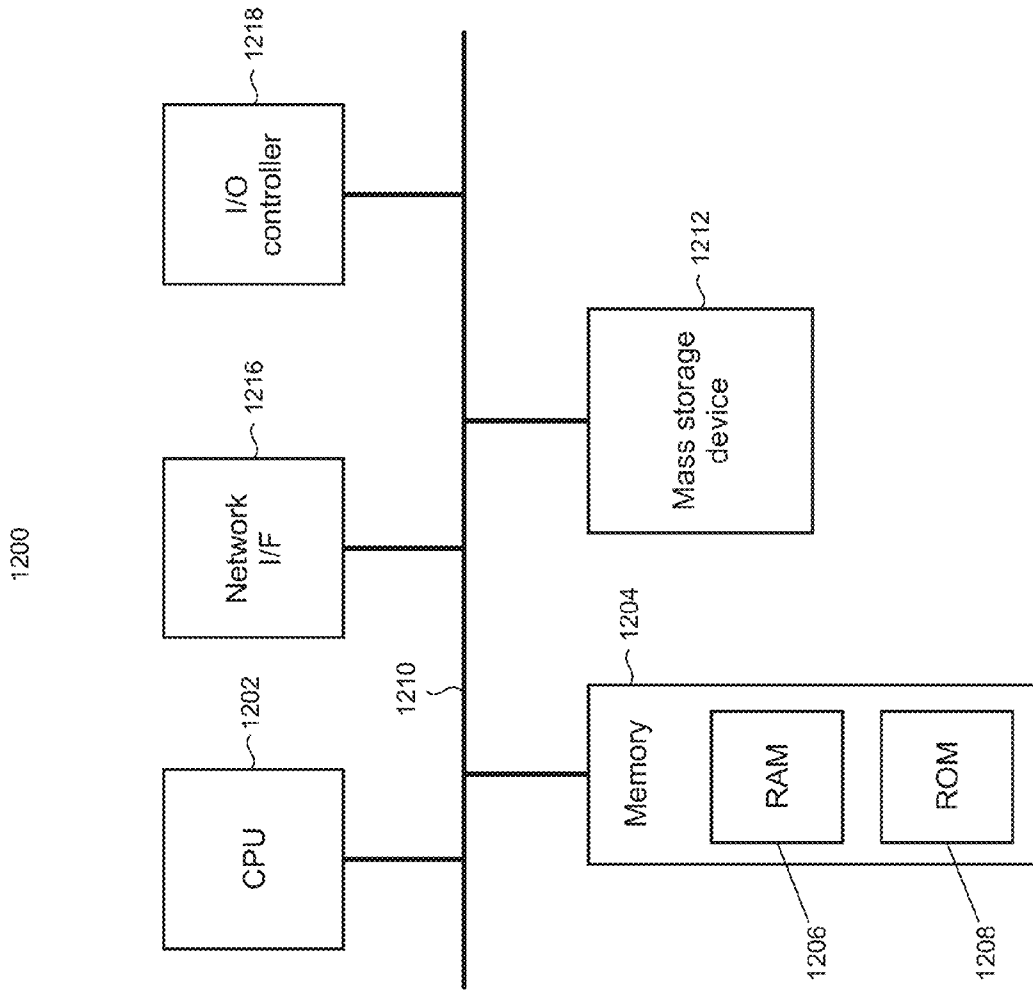 1200
CPU
1202
Network
I/F
1216
I/O
controller
1218
1210
Memory
1204
RAM
1206
ROM
1208
Mass storage
device
1212